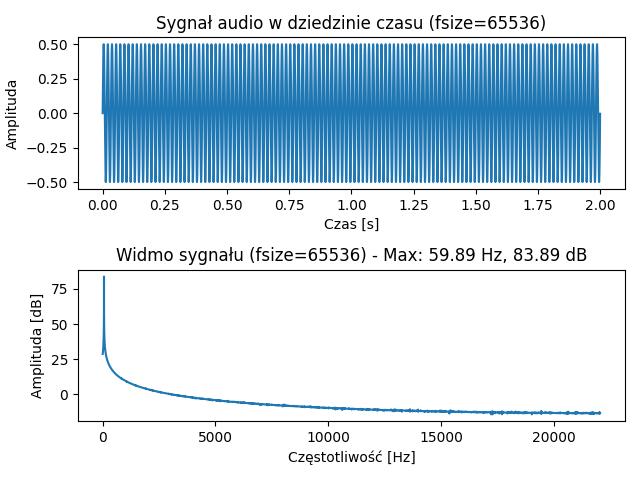 Sygnał audio w dziedzinie czasu (fsize=65536)
0.50
0.25
0.00
−0.25
−0.50
Amplituda
0.00 0.25 0.50 0.75 1.00 1.25 1.50 1.75 2.00
Czas [s]
Widmo sygnału (fsize=65536) - Max: 59.89 Hz, 83.89 dB
75
50
25
0
Amplituda [dB]
0 5000 10000 15000 20000
Częstotliwość [Hz]